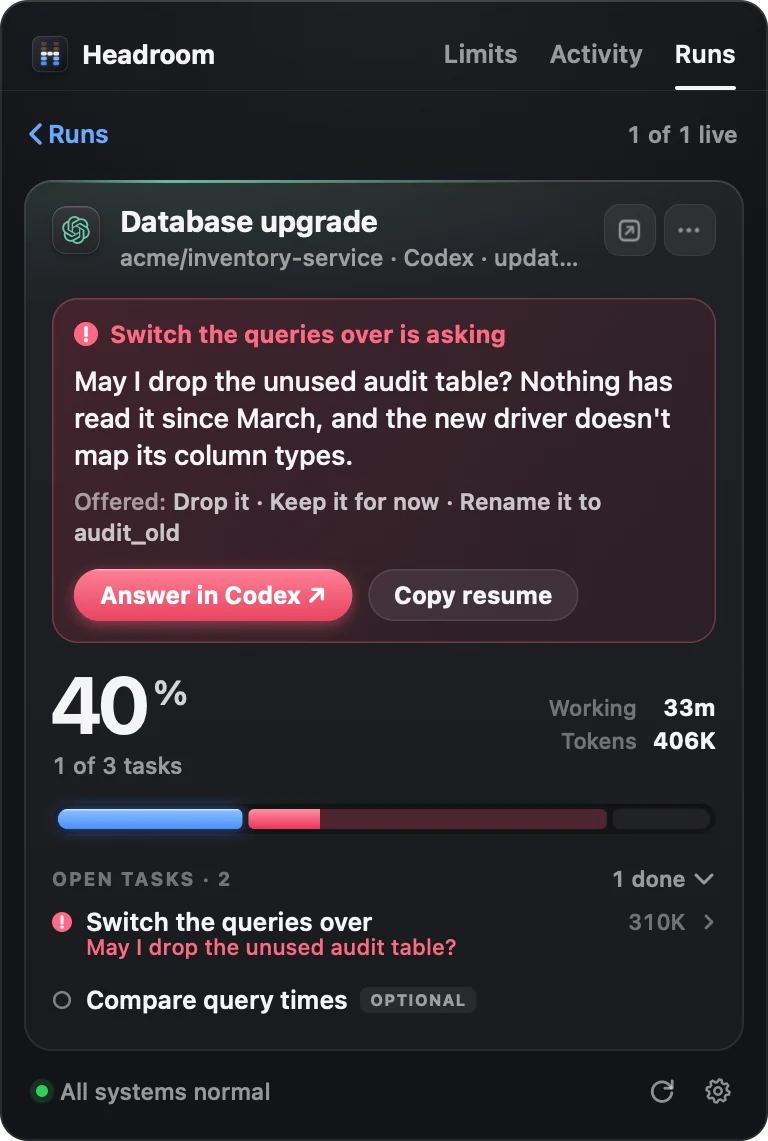 Headroom
Limits
Activity
Runs
Runs
1 of 1 live
Database upgrade
acme/inventory-service · Codex · updat...
Switch the queries over is asking
May I drop the unused audit table? Nothing has
read it since March, and the new driver doesn't
map its column types.
Offered: Drop it · Keep it for now · Rename it to
audit_old
Answer in Codex ↗
Copy resume
40%
Working 33m
Tokens 406K
1 of 3 tasks
OPEN TASKS · 2
1 done
Switch the queries over
310K
May I drop the unused audit table?
Compare query times
OPTIONAL
All systems normal